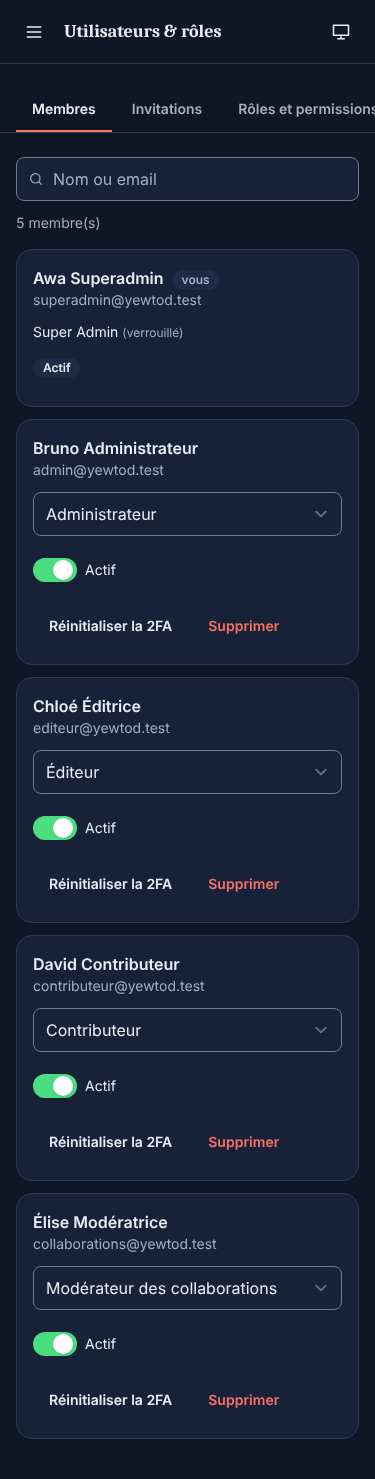 Utilisateurs & rôles
Membres Invitations Rôles et permissions
Nom ou email
5 membre(s)
Awa Superadmin vous
superadmin@yewtod.test
Super Admin (verrouillé)
Actif
Bruno Administrateur
admin@yewtod.test
Administrateur
Actif
Réinitialiser la 2FA Supprimer
Chloé Éditrice
editeur@yewtod.test
Éditeur
Actif
Réinitialiser la 2FA Supprimer
David Contributeur
contributeur@yewtod.test
Contributeur
Actif
Réinitialiser la 2FA Supprimer
Élise Modératrice
collaborations@yewtod.test
Modérateur des collaborations
Actif
Réinitialiser la 2FA Supprimer